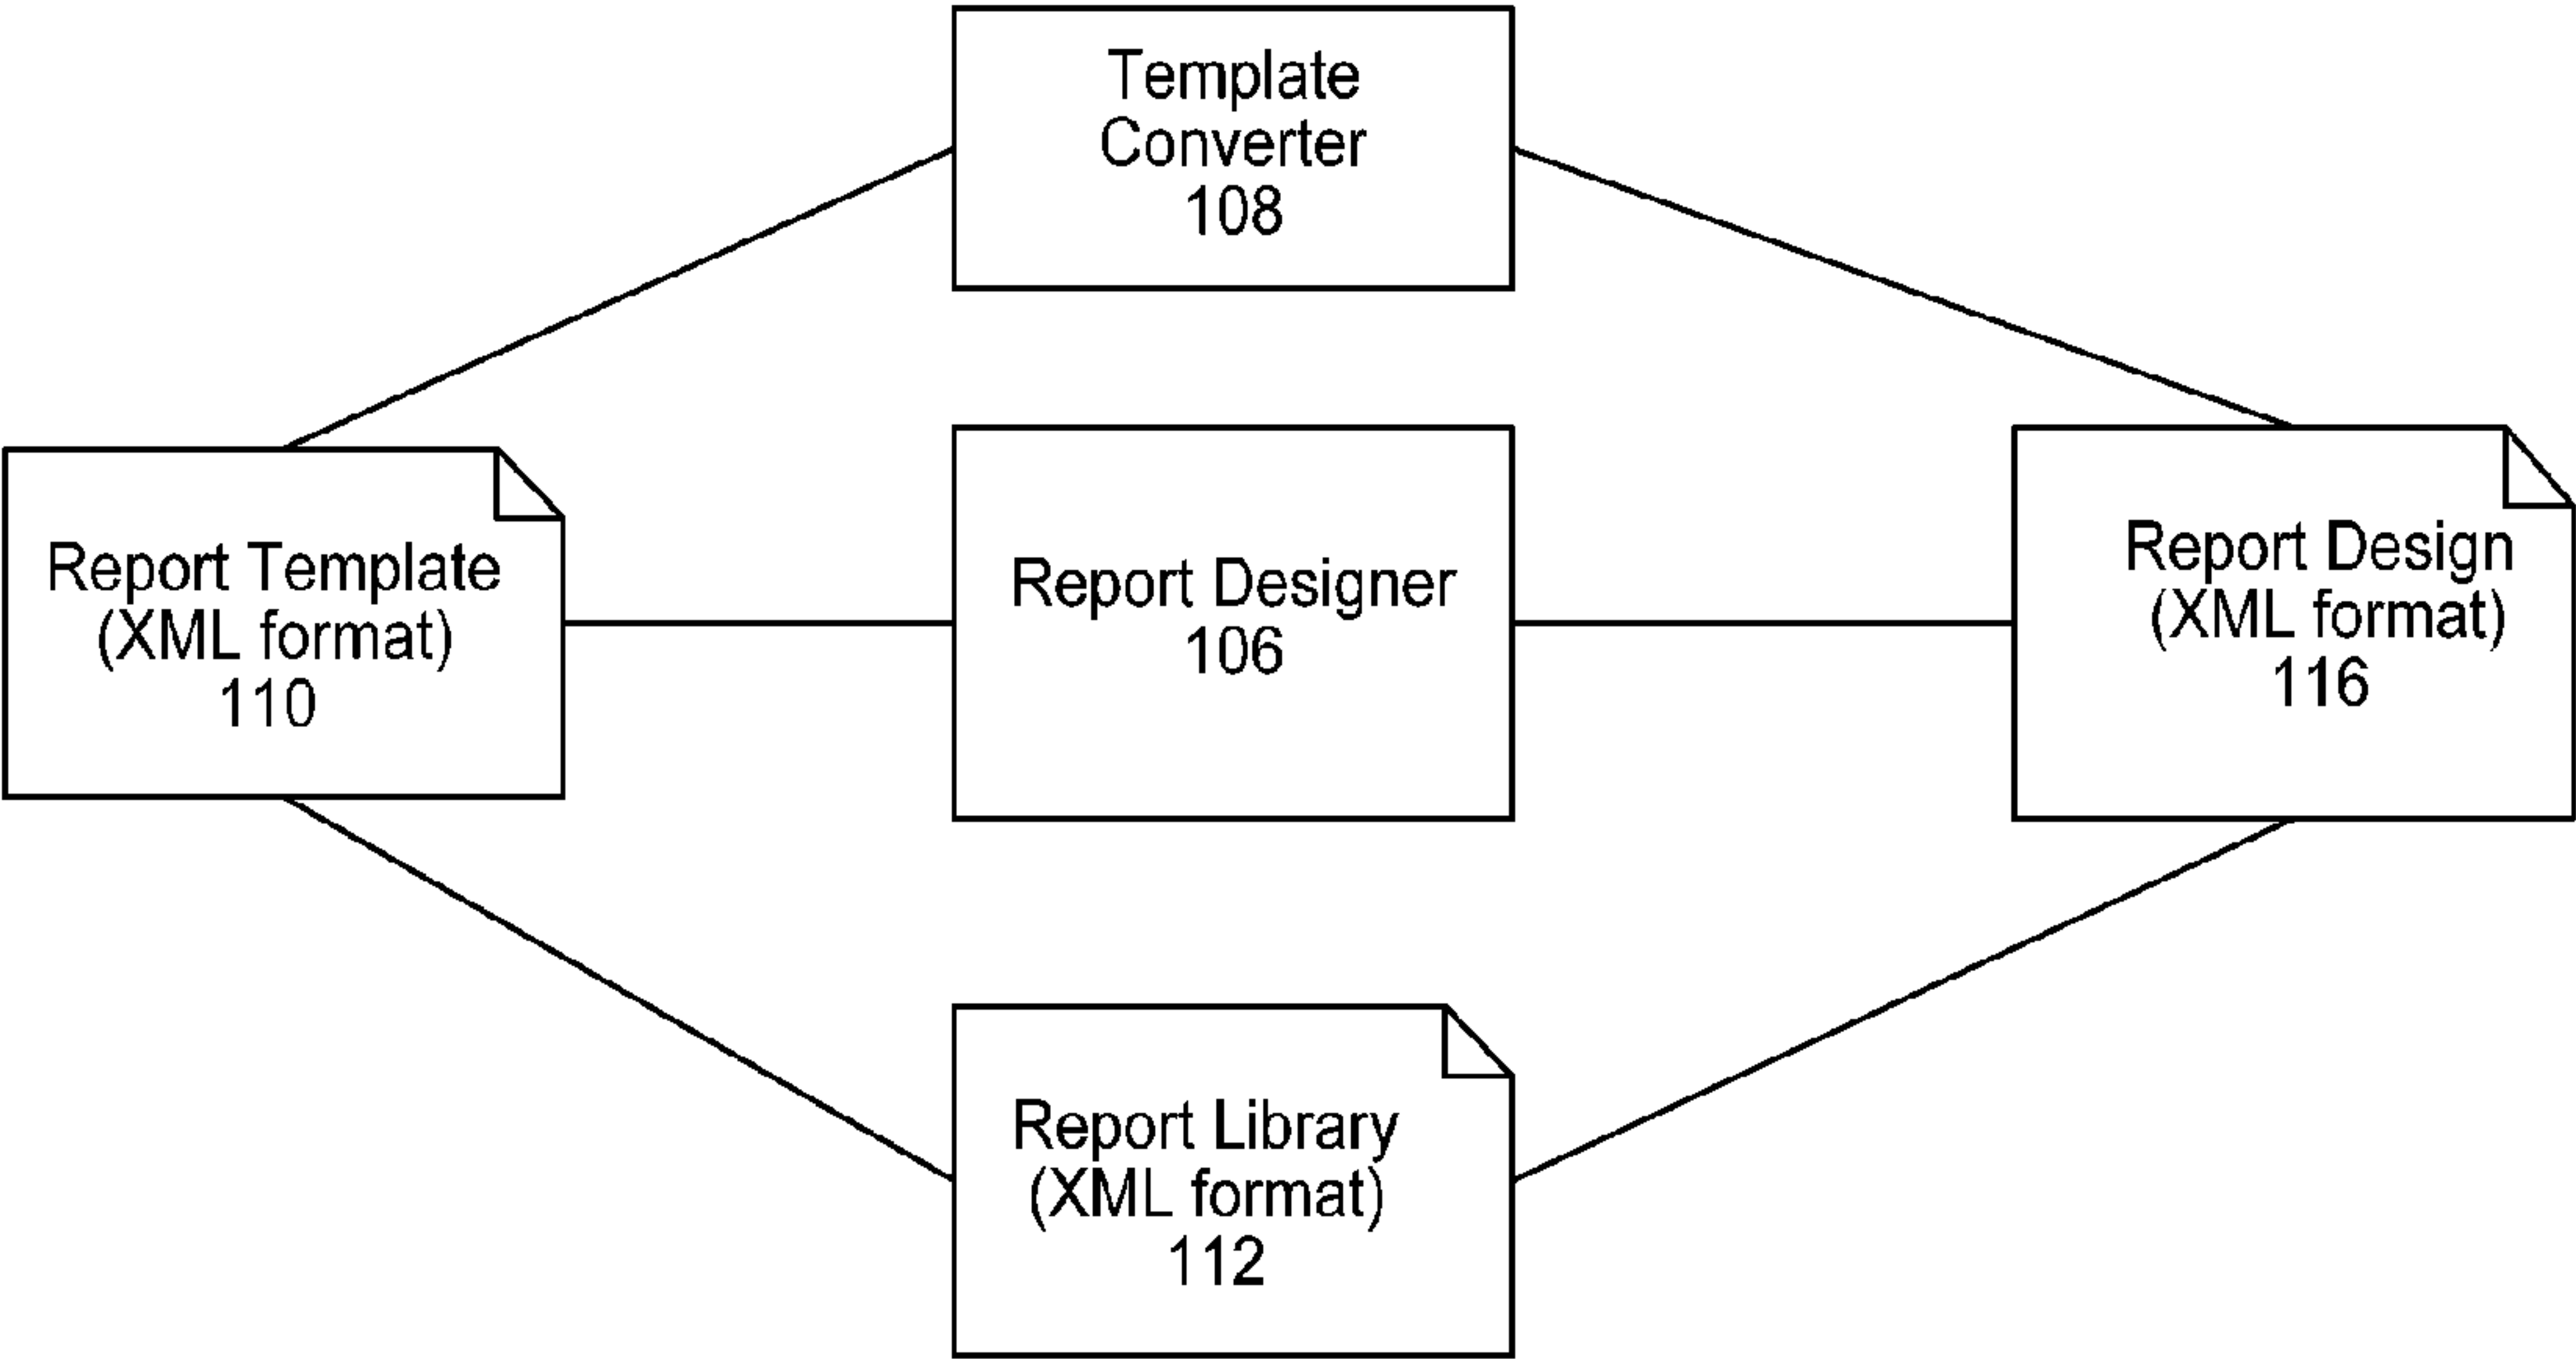 Template
Converter
108
Report Template
(XML format)
110
Report Designer
106
Report Design
(XML format)
116
Report Library
(XML format)
112